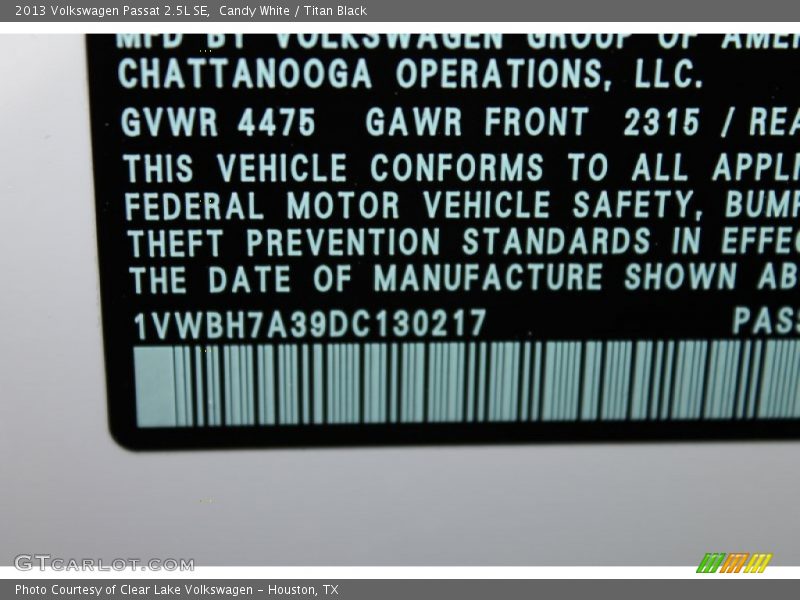 2013 Volkswagen Passat 2.5L SE, Candy White / Titan Black
MFD BY VOLKSWAGEN GROUP OF AMER
CHATTANOOGA OPERATIONS, LLC.
GVWR 4475 GAWR FRONT 2315 / REA
THIS VEHICLE CONFORMS TO ALL APPLI
FEDERAL MOTOR VEHICLE SAFETY, BUMP
THEFT PREVENTION STANDARDS IN EFFEC
THE DATE OF MANUFACTURE SHOWN AB
1VWBH7A39DC130217 PASS
GTCARLOT.COM
Photo Courtesy of Clear Lake Volkswagen – Houston, TX